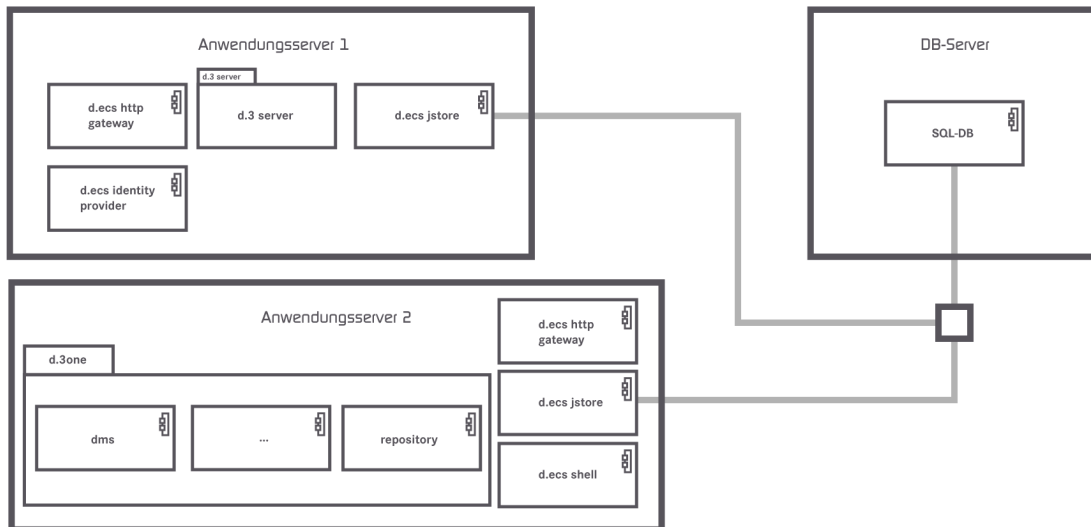 Anwendungsserver 1
d.3 server
d.ecs http
gateway
d.3 server
d.ecs jstore
d.ecs identity
provider
DB-Server
SQL-DB
Anwendungsserver 2
d.3one
dms
...
repository
d.ecs http
gateway
d.ecs jstore
d.ecs shell